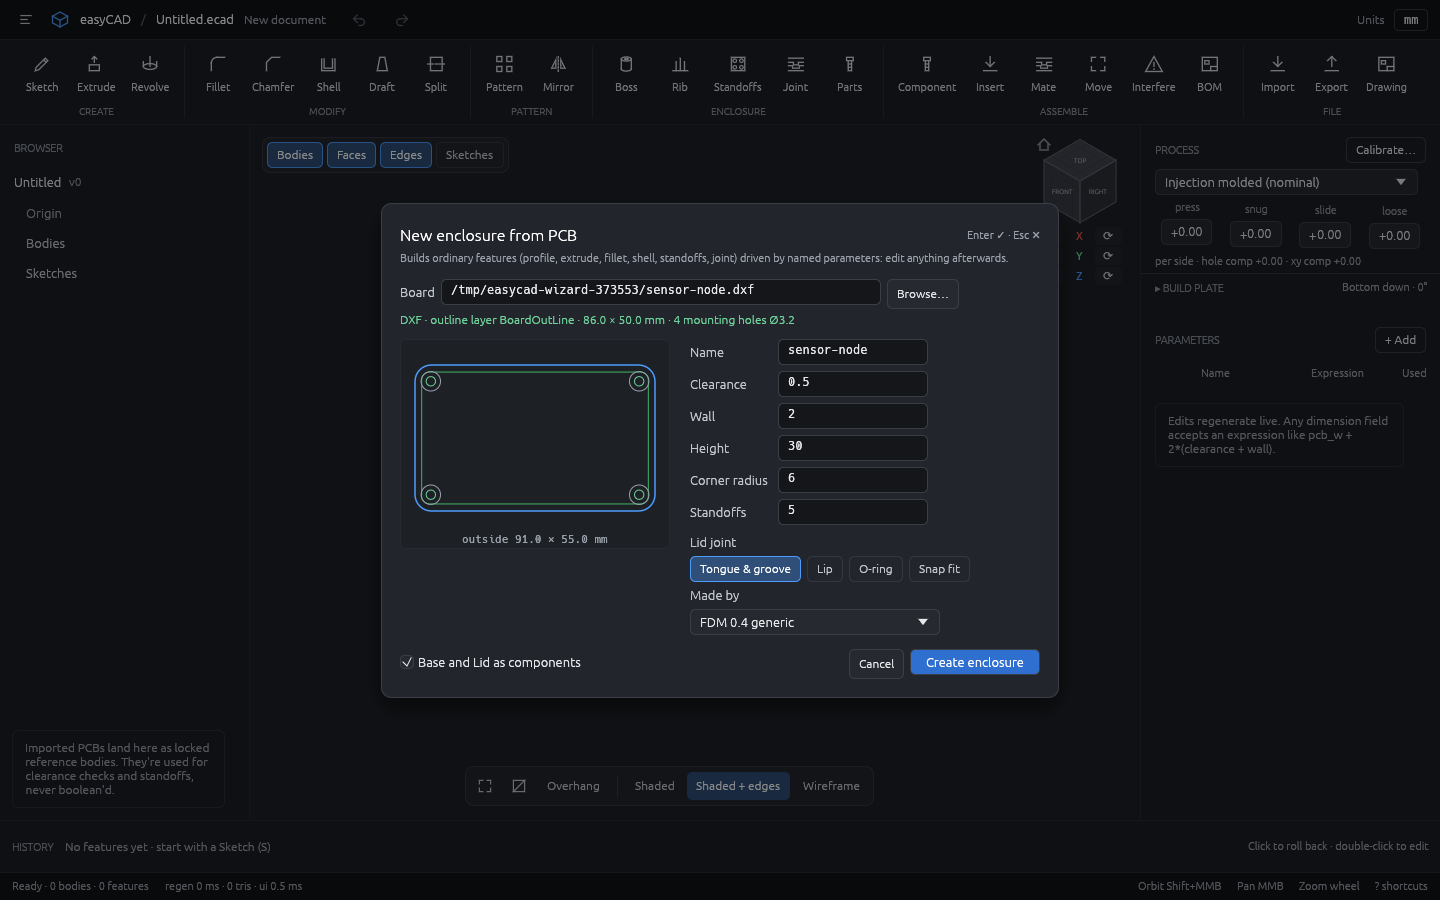 easyCAD / Untitled.ecad New document Units mm
Sketch Extrude Revolve Fillet Chamfer Shell Draft Split Pattern Mirror Boss Rib Standoffs Joint Parts Component Insert Mate Move Interfere BOM Import Export Drawing
CREATE MODIFY PATTERN ENCLOSURE ASSEMBLE FILE
BROWSER
Untitled v0
Origin
Bodies
Sketches
Imported PCBs land here as locked
reference bodies. They're used for
clearance checks and standoffs,
never boolean'd.
Bodies Faces Edges Sketches
TOP
FRONT RIGHT
X
Y
Z
New enclosure from PCB Enter ✓ · Esc ✕
Builds ordinary features (profile, extrude, fillet, shell, standoffs, joint) driven by named parameters: edit anything afterwards.
Board /tmp/easycad-wizard-373553/sensor-node.dxf Browse...
DXF · outline layer BoardOutLine · 86.0 × 50.0 mm · 4 mounting holes Ø3.2
outside 91.0 × 55.0 mm
Name sensor-node
Clearance 0.5
Wall 2
Height 30
Corner radius 6
Standoffs 5
Lid joint
Tongue & groove Lip O-ring Snap fit
Made by
FDM 0.4 generic
Base and Lid as components Cancel Create enclosure
Overhang Shaded Shaded + edges Wireframe
PROCESS Calibrate...
Injection molded (nominal)
press snug slide loose
+0.00 +0.00 +0.00 +0.00
per side · hole comp +0.00 · xy comp +0.00
▸ BUILD PLATE Bottom down · 0°
PARAMETERS + Add
Name Expression Used
Edits regenerate live. Any dimension field
accepts an expression like pcb_w +
2*(clearance + wall).
HISTORY No features yet · start with a Sketch (S) Click to roll back · double-click to edit
Ready · 0 bodies · 0 features regen 0 ms · 0 tris · ui 0.5 ms Orbit Shift+MMB Pan MMB Zoom wheel ? shortcuts